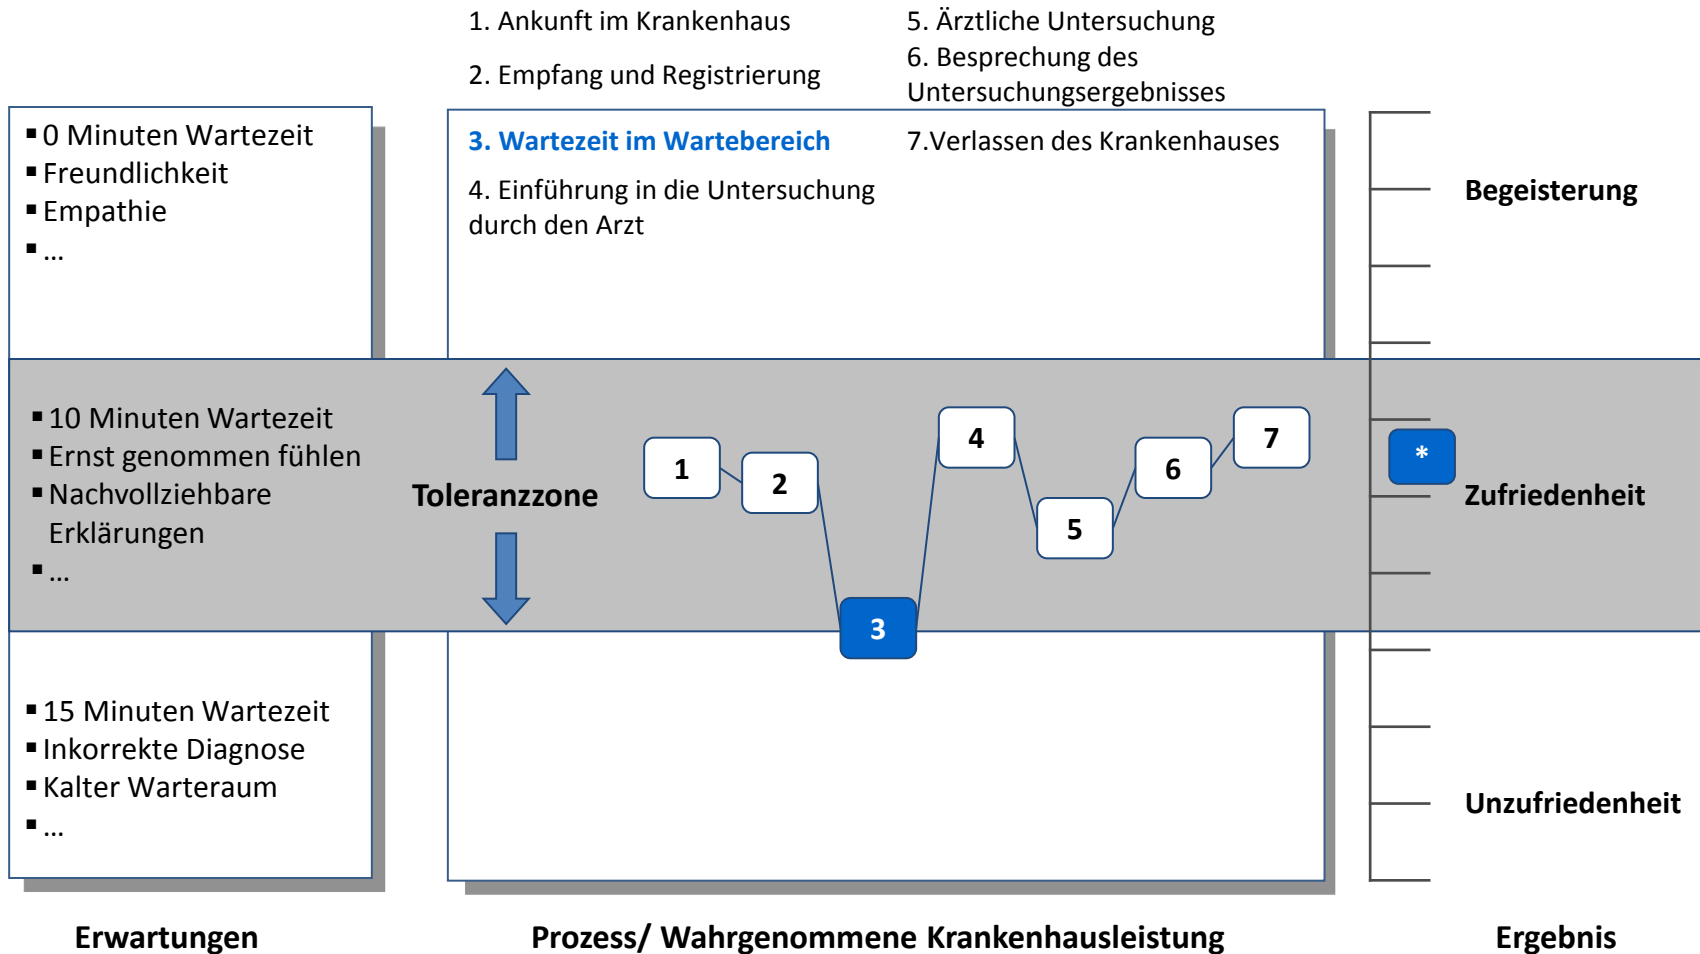 1. Ankunft im Krankenhaus
2. Empfang und Registrierung
3. Wartezeit im Wartebereich
4. Einführung in die Untersuchung
durch den Arzt
5. Ärztliche Untersuchung
6. Besprechung des
Untersuchungsergebnisses
7.Verlassen des Krankenhauses
▪ 0 Minuten Wartezeit
▪ Freundlichkeit
▪ Empathie
▪ ...
▪ 10 Minuten Wartezeit
▪ Ernst genommen fühlen
▪ Nachvollziehbare
Erklärungen
▪ ...
▪ 15 Minuten Wartezeit
▪ Inkorrekte Diagnose
▪ Kalter Warteraum
▪ ...
Toleranzzone
1
2
3
4
5
6
7
*
Begeisterung
Zufriedenheit
Unzufriedenheit
Erwartungen
Prozess/ Wahrgenommene Krankenhausleistung
Ergebnis